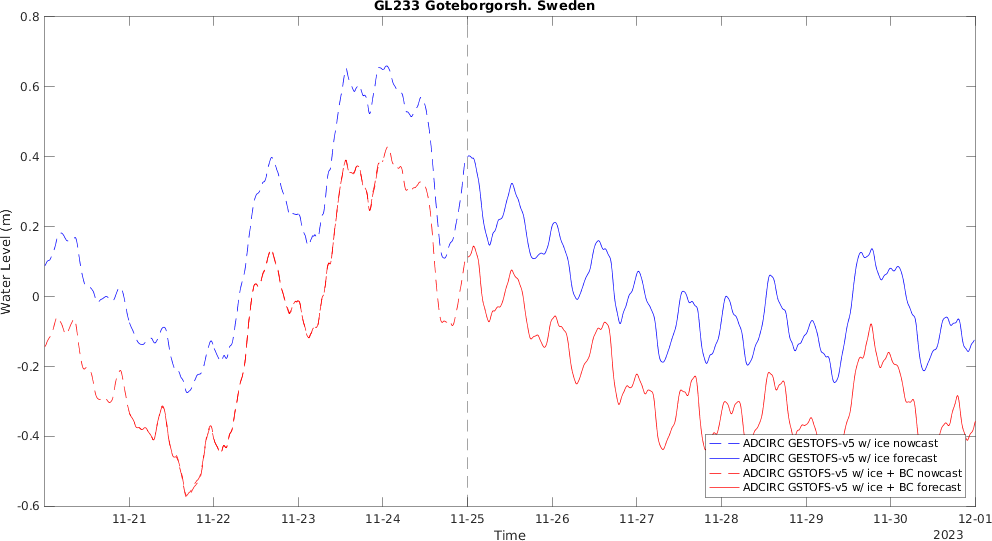 GL233 Goteborgorsh. Sweden
Water Level (m)
0.8
0.6
0.4
0.2
0
-0.2
-0.4
-0.6
11-21
11-22
11-23
11-24
11-25
11-26
11-27
11-28
11-29
11-30
12-01
Time
2023
ADCIRC GESTOFS-v5 w/ ice nowcast
ADCIRC GESTOFS-v5 w/ ice forecast
ADCIRC GSTOFS-v5 w/ ice + BC nowcast
ADCIRC GSTOFS-v5 w/ ice + BC forecast